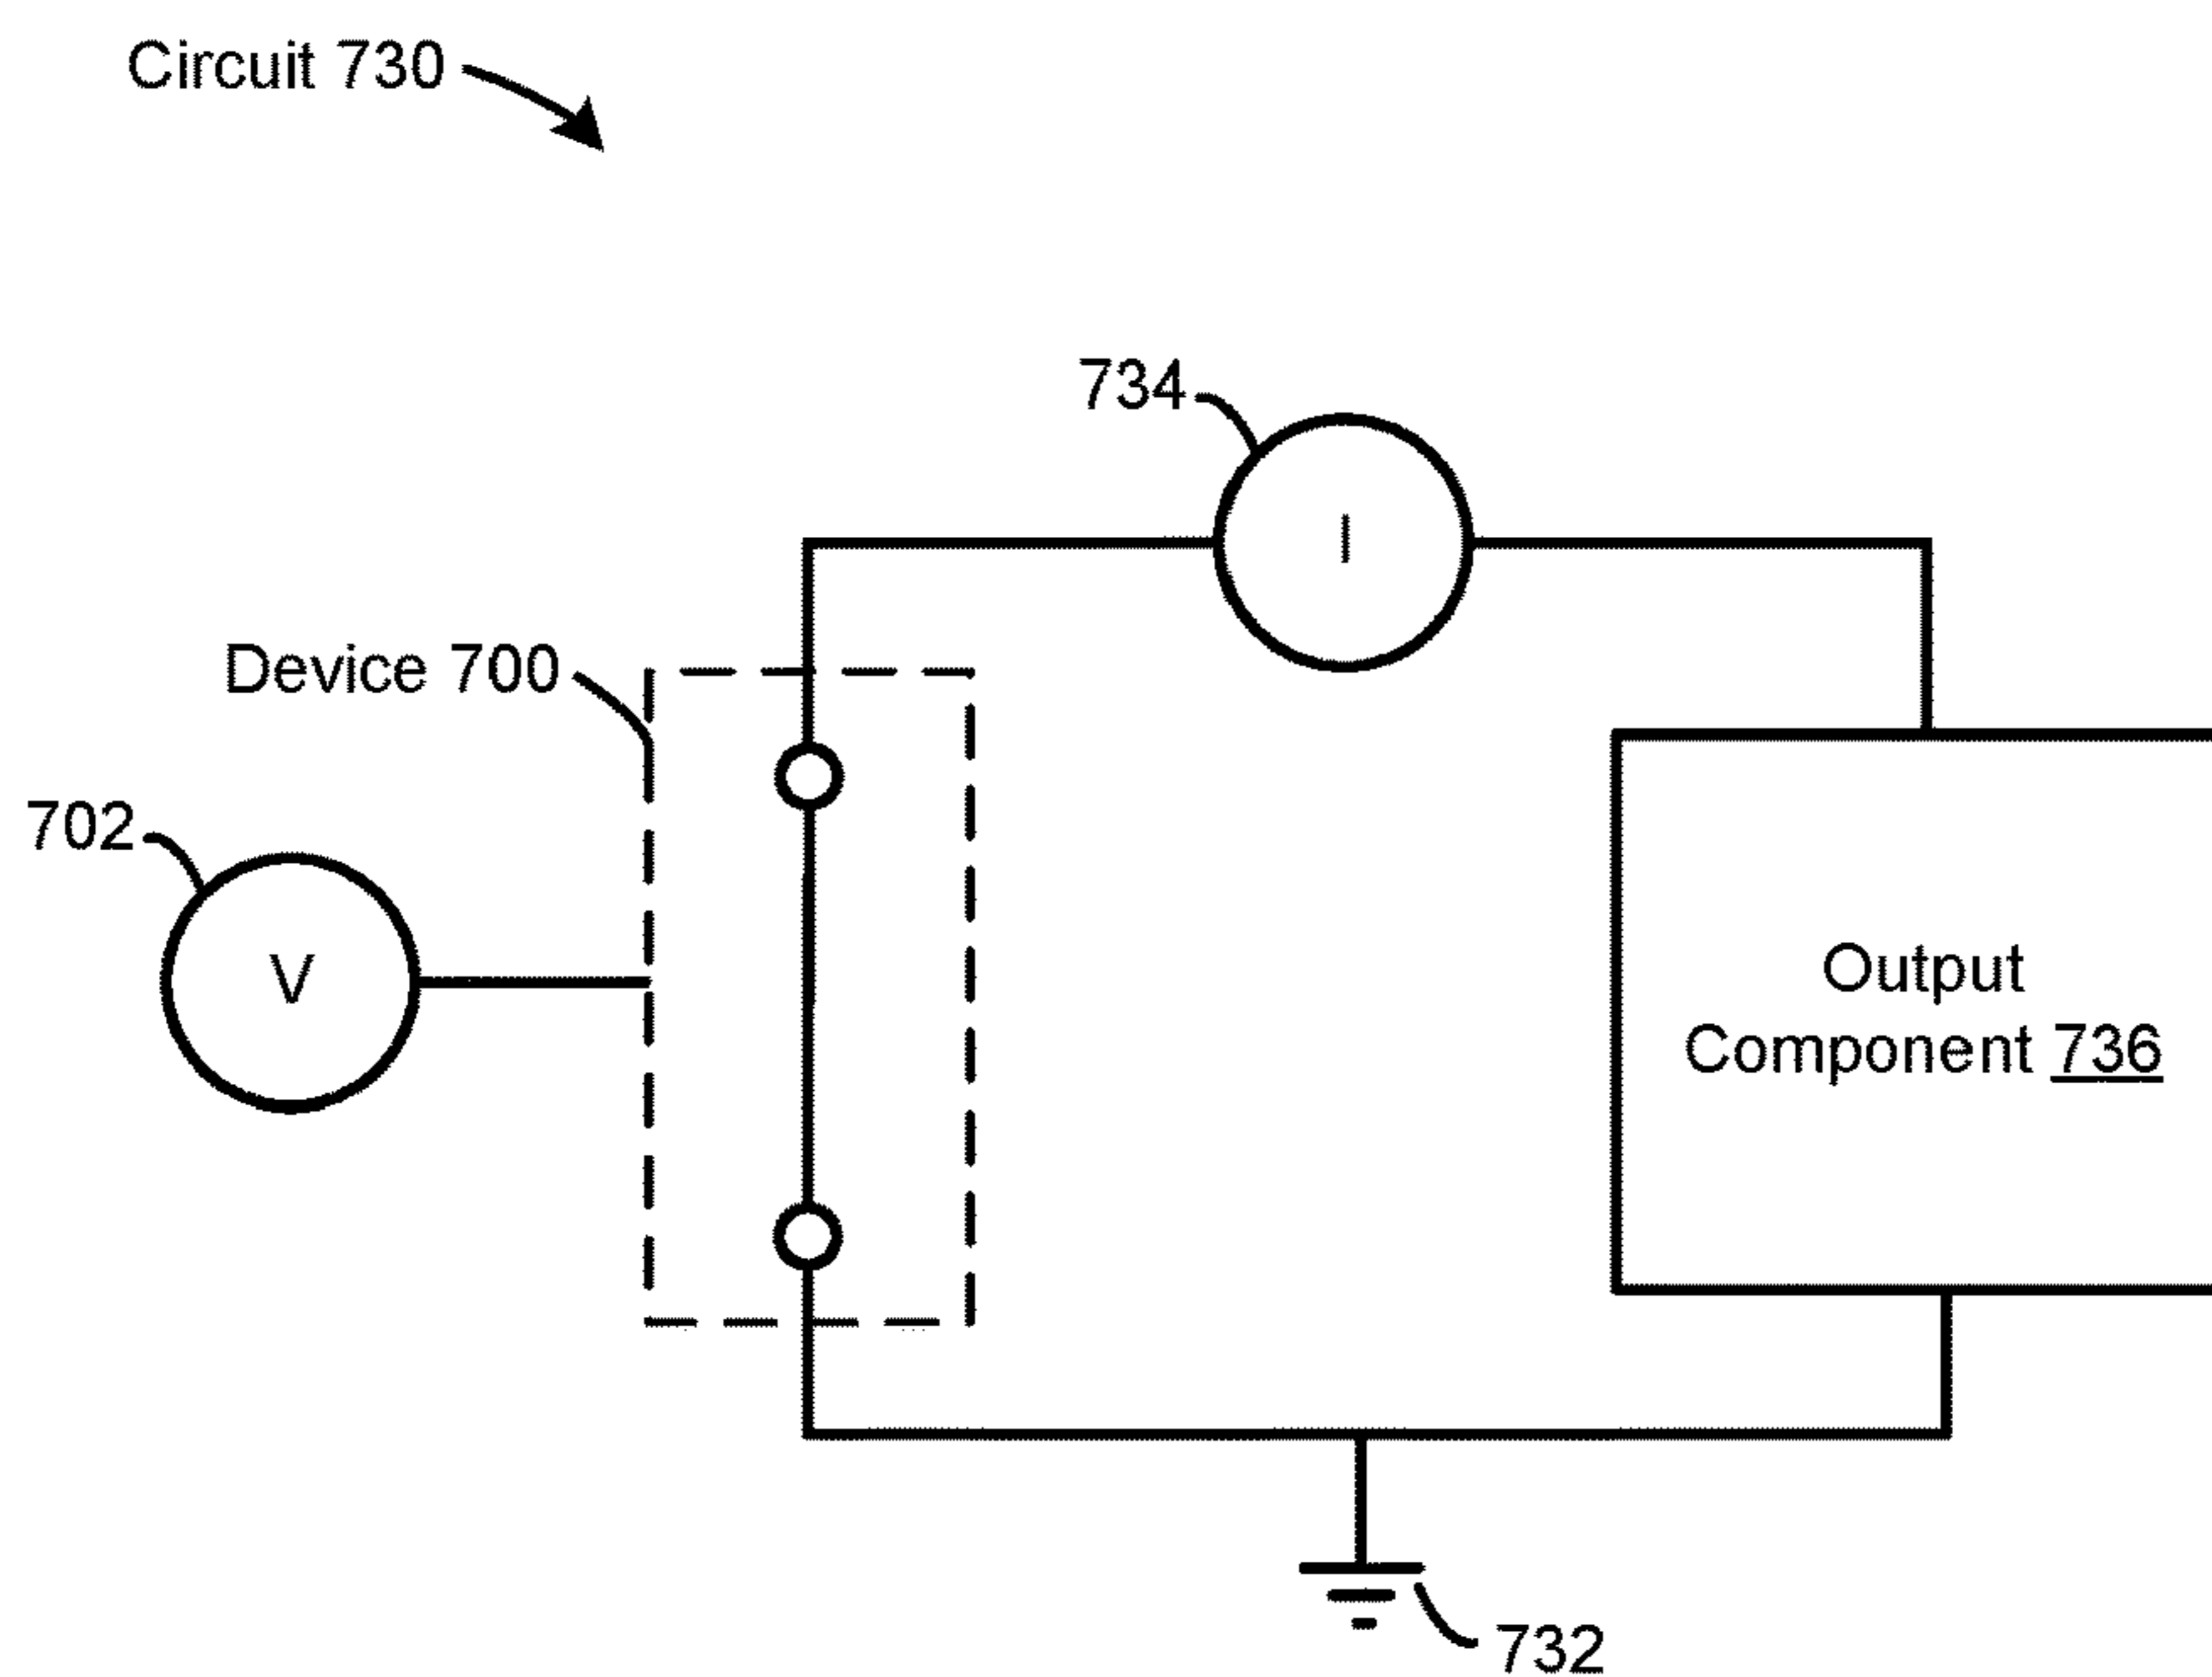 Circuit 730
734
I
Device 700
702
V
Output
Component 736
732